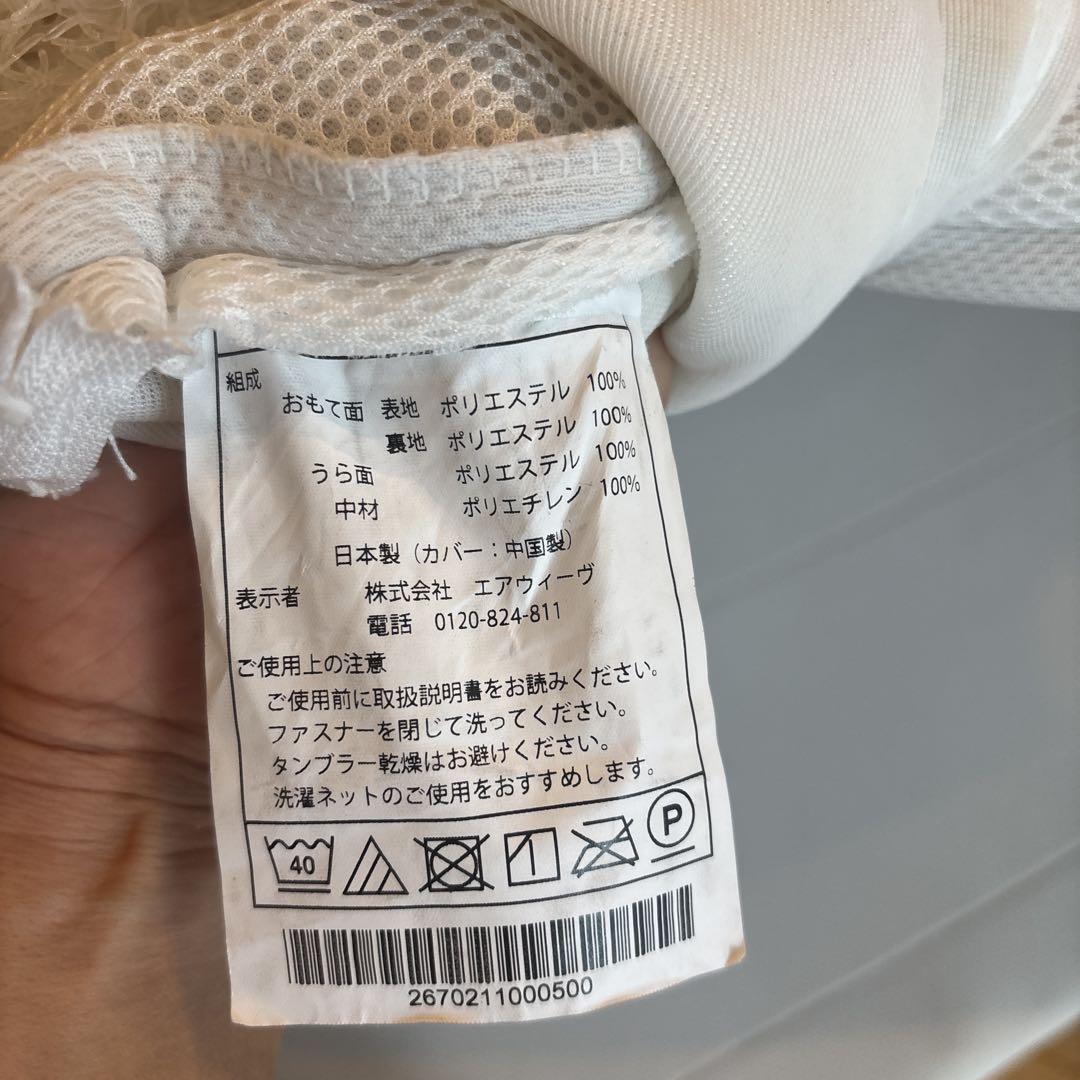 組成
おもて面 表地 ポリエステル 100%
裏地 ポリエステル 100%
うら面 ポリエステル 100%
中材 ポリエチレン 100%
日本製（カバー：中国製）
表示者 株式会社 エアウィーヴ
電話 0120-824-811
ご使用上の注意
ご使用前に取扱説明書をお読みください。
ファスナーを閉じて洗ってください。
タンブラー乾燥はお避けください。
洗濯ネットのご使用をおすすめします。
40 P
2670211000500